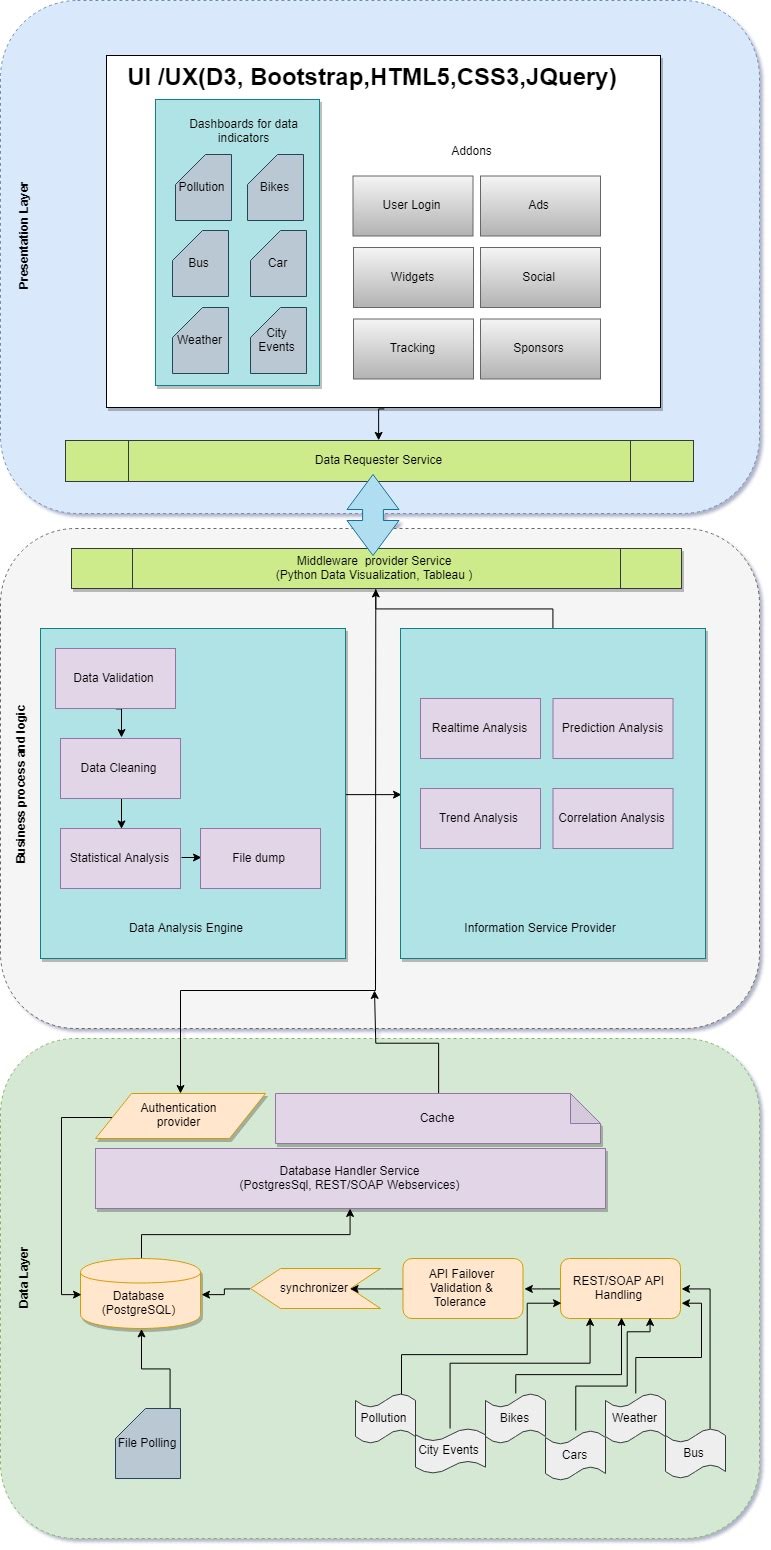 UI /UX(D3, Bootstrap,HTML5,CSS3,JQuery)
Dashboards for data
indicators
Pollution
Bikes
Bus
Car
Weather
City
Events
Addons
User Login
Ads
Widgets
Social
Tracking
Sponsors
Presentation Layer
Data Requester Service
Middleware  provider Service
(Python Data Visualization, Tableau )
Business process and logic
Data Validation
Data Cleaning
Statistical Analysis
File dump
Data Analysis Engine
Realtime Analysis
Prediction Analysis
Trend Analysis
Correlation Analysis
Information Service Provider
Data Layer
Authentication
provider
Cache
Database Handler Service
(PostgresSql, REST/SOAP Webservices)
Database
(PostgreSQL)
synchronizer
API Failover
Validation &
Tolerance
REST/SOAP API
Handling
File Polling
Pollution
City Events
Bikes
Cars
Weather
Bus